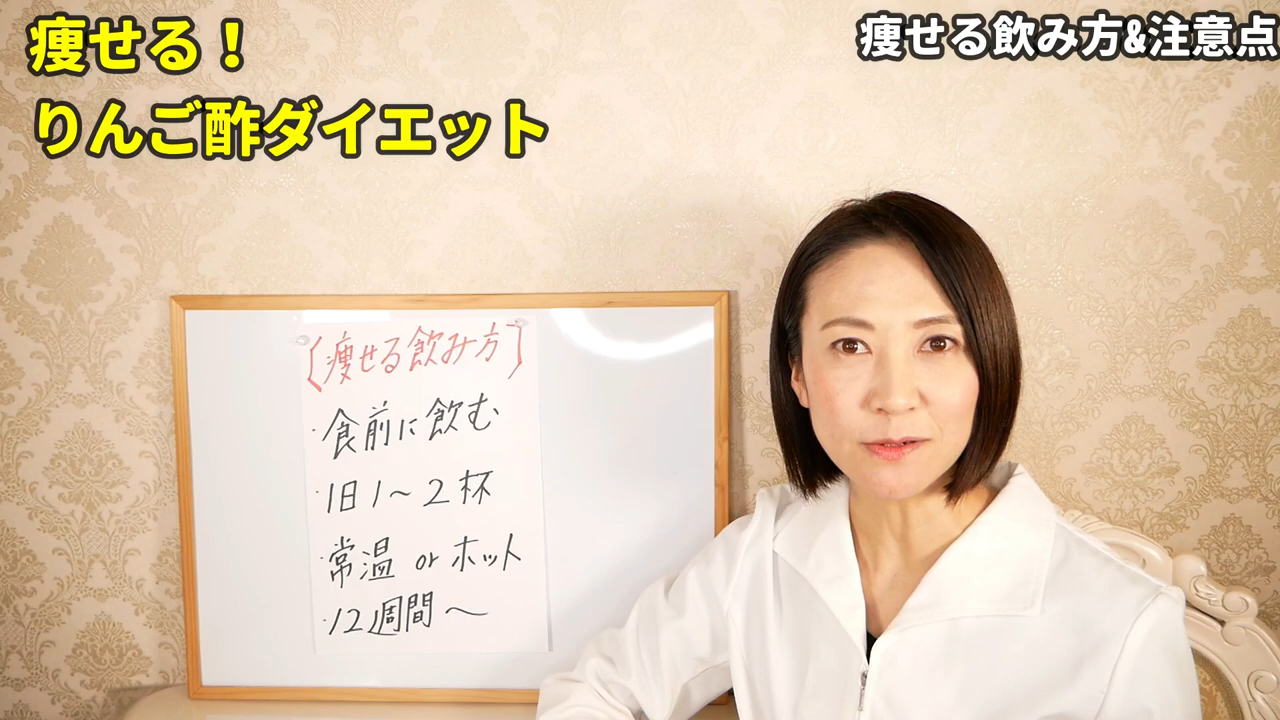 痩せる！
りんご酢ダイエット
痩せる飲み方&注意点
〔痩せる飲み方〕
・食前に飲む
・1日1〜2杯
・常温 or ホット
・12週間〜